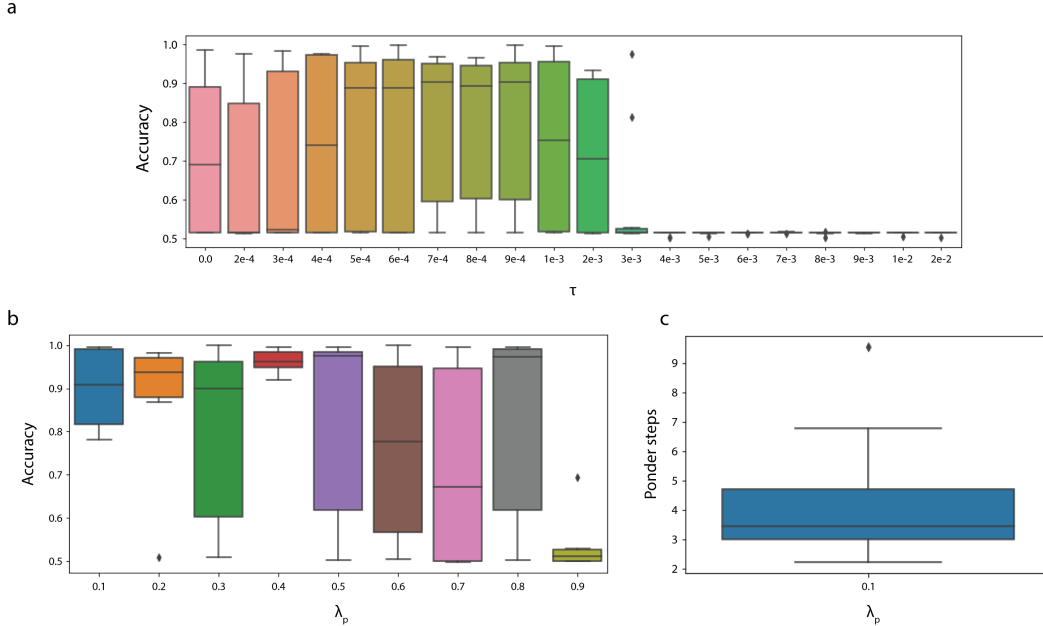 a
Accuracy
1.0
0.9
0.8
0.7
0.6
0.5
0.0 2e-4 3e-4 4e-4 5e-4 6e-4 7e-4 8e-4 9e-4 1e-3 2e-3 3e-3 4e-3 5e-3 6e-3 7e-3 8e-3 9e-3 1e-2 2e-2
τ
b
Accuracy
1.0
0.9
0.8
0.7
0.6
0.5
0.1 0.2 0.3 0.4 0.5 0.6 0.7 0.8 0.9
λp
c
Ponder steps
9
8
7
6
5
4
3
2
0.1
λp